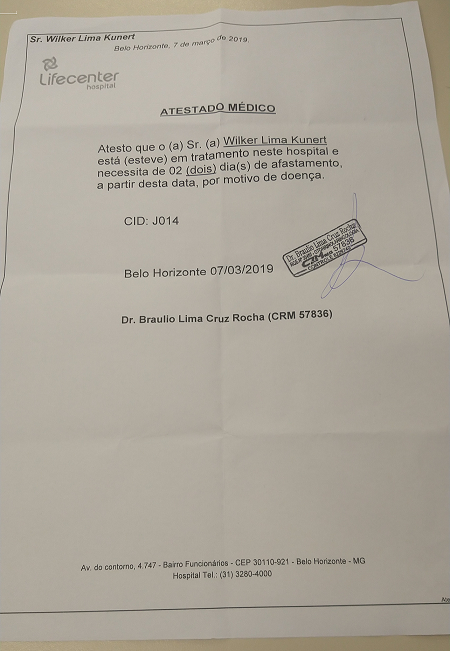 Sr. Wilker Lima Kunert
Belo Horizonte, 7 de março de 2019.
Lifecenter
hospital
ATESTADO MÉDICO
Atesto que o (a) Sr. (a) Wilker Lima Kunert
está (esteve) em tratamento neste hospital e
necessita de 02 (dois) dia(s) de afastamento,
a partir desta data, por motivo de doença.
CID: J014
Dr. Braulio Lima Cruz Rocha
57836
Belo Horizonte 07/03/2019
Dr. Braulio Lima Cruz Rocha (CRM 57836)
Av. do contorno, 4.747 - Bairro Funcionários - CEP 30110-921 - Belo Horizonte - MG
Hospital Tel.: (31) 3280-4000